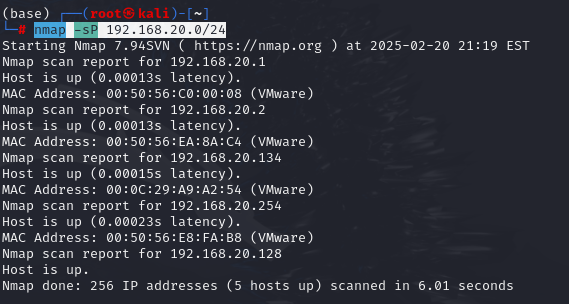 (base) ┌──(root㉿kali)-[~]
└─# nmap -sP 192.168.20.0/24
Starting Nmap 7.94SVN ( https://nmap.org ) at 2025-02-20 21:19 EST
Nmap scan report for 192.168.20.1
Host is up (0.00013s latency).
MAC Address: 00:50:56:C0:00:08 (VMware)
Nmap scan report for 192.168.20.2
Host is up (0.00013s latency).
MAC Address: 00:50:56:EA:8A:C4 (VMware)
Nmap scan report for 192.168.20.134
Host is up (0.00015s latency).
MAC Address: 00:0C:29:A9:A2:54 (VMware)
Nmap scan report for 192.168.20.254
Host is up (0.00023s latency).
MAC Address: 00:50:56:E8:FA:B8 (VMware)
Nmap scan report for 192.168.20.128
Host is up.
Nmap done: 256 IP addresses (5 hosts up) scanned in 6.01 seconds